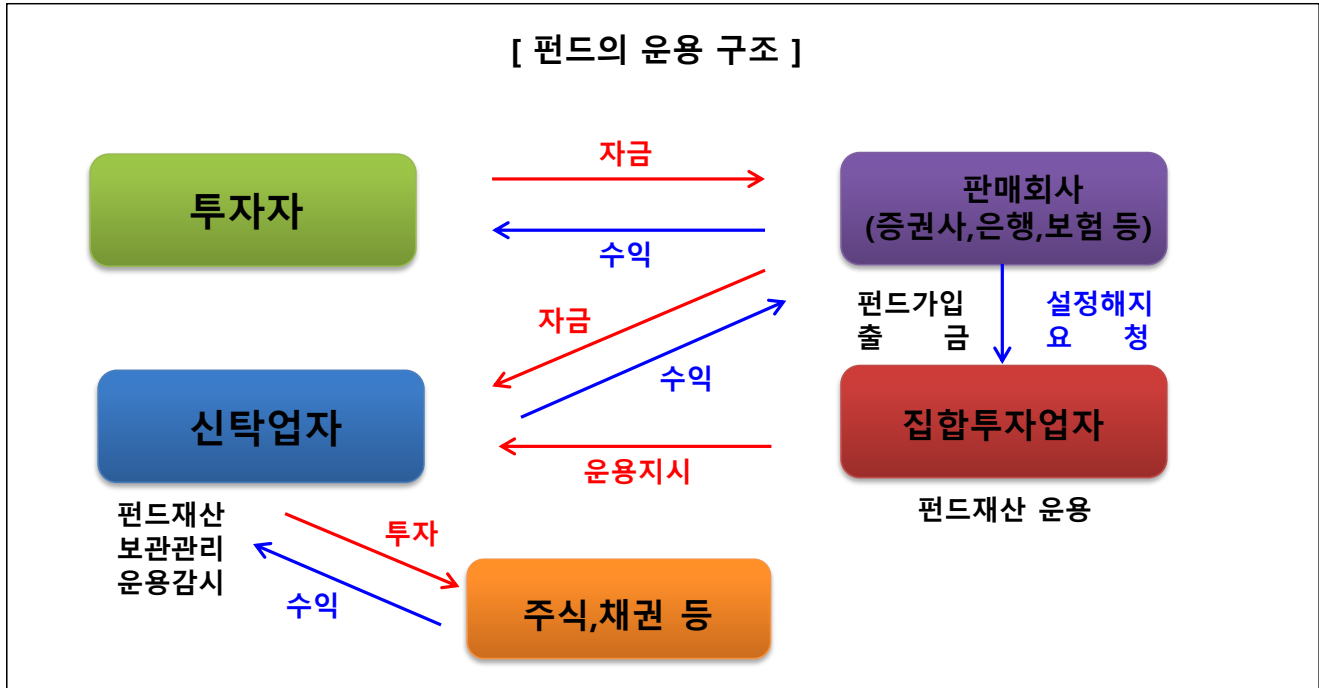 [ 펀드의 운용 구조 ]
투자자
자금
수익
판매회사
(증권사,은행,보험 등)
자금
수익
펀드가입
출 금
설정해지
요 청
신탁업자
운용지시
집합투자업자
펀드재산
보관관리
운용감시
펀드재산 운용
투자
수익
주식,채권 등